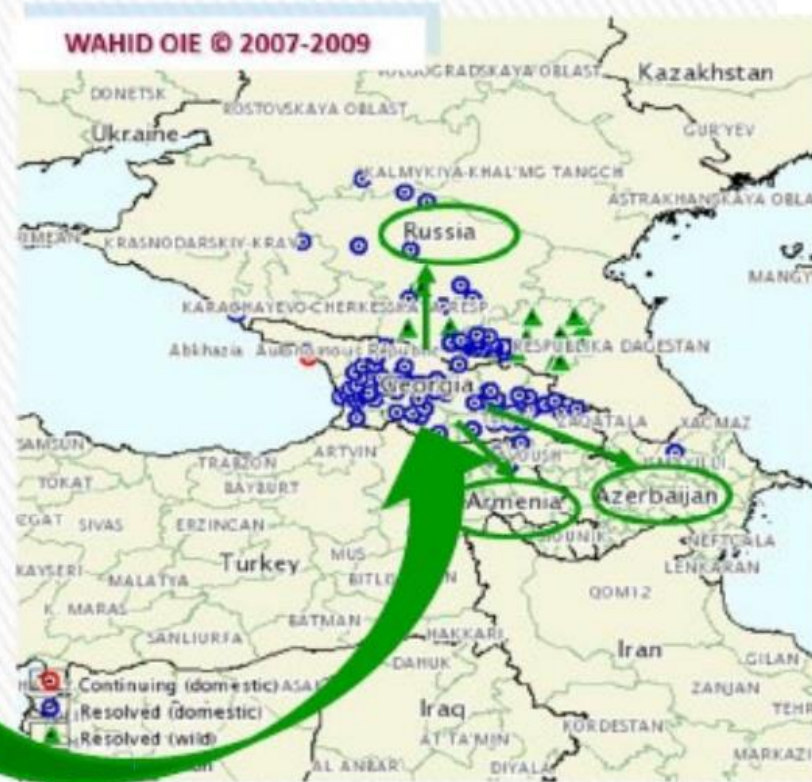 WAHID OIE © 2007-2009
VOLGOGRADSKAYA OBLAST
Kazakhstan
DONETSK
ROSTOVSKAYA OBLAST
Ukraine
GUR'YEV
KALMYKIYA-KHAL'MG TANGCH
ASTRAKHANSKAYA OBLA
Russia
KRASNODARSKIY-KRAY
MANGY
KARACHAYEVO-CHERKESSKAYA RESP
Abkhazia Autonomous Republic
RESPUBLIKA DAGESTAN
Georgia
ZAQATALA
XACMAZ
SAMSUN
ARTVIN
TRABZON
TOKAT
BAYBURT
Armenia
Azerbaijan
SIVAS
ERZINCAN
NEFTCALA
Turkey
MUS
LENKARAN
KAYSERI
MALATYA
BITLIS
QOM12
K. MARAS
BATMAN
SANLIURFA
HAKKARI
Iran
DAHUK
GILAN
Continuing (domestic)
ZANJAN
Resolved (domestic)
Iraq
TEHR
KORDESTAN
Resolved (wild)
AT TA'MIN
AL ANBAR
DIYALA
MARKAZI